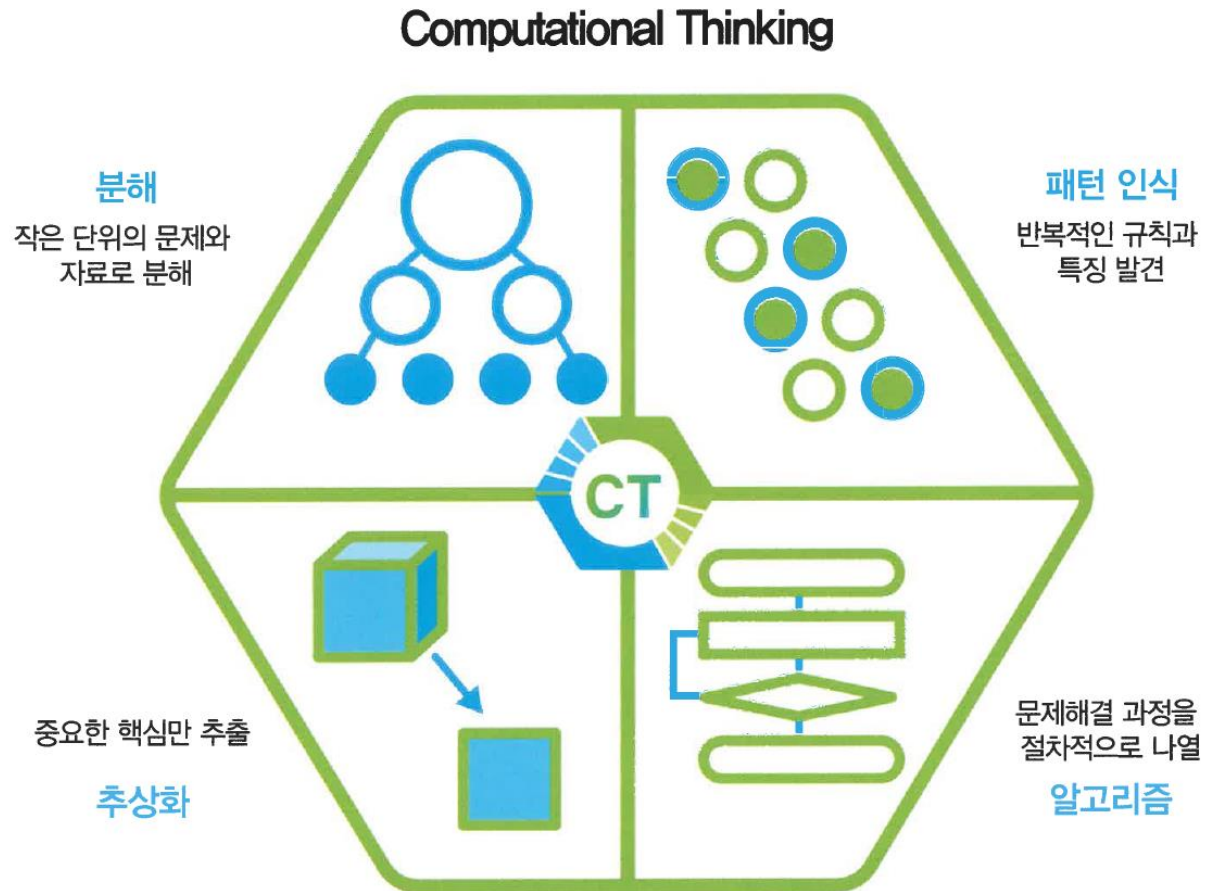 Computational Thinking
분해
작은 단위의 문제와
자료로 분해
패턴 인식
반복적인 규칙과
특징 발견
CT
중요한 핵심만 추출
추상화
문제해결 과정을
절차적으로 나열
알고리즘